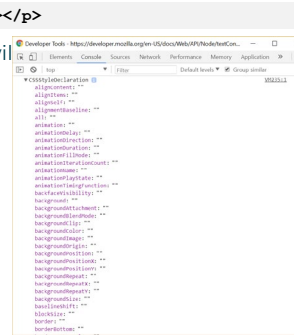 ></p>
vil
Developer Tools - https://developer.mozilla.org/en-US/docs/Web/API/Node/textCon...
Elements Console Sources Network Performance Memory Application »
top Filter Default levels ▼ Group similar
▼CSSStyleDeclaration VM235:1
alignContent: ""
alignItems: ""
alignSelf: ""
alignmentBaseline: ""
all: ""
animation: ""
animationDelay: ""
animationDirection: ""
animationDuration: ""
animationFillMode: ""
animationIterationCount: ""
animationName: ""
animationPlayState: ""
animationTimingFunction: ""
backfaceVisibility: ""
background: ""
backgroundAttachment: ""
backgroundBlendMode: ""
backgroundClip: ""
backgroundColor: ""
backgroundImage: ""
backgroundOrigin: ""
backgroundPosition: ""
backgroundPositionX: ""
backgroundPositionY: ""
backgroundRepeat: ""
backgroundRepeatX: ""
backgroundRepeatY: ""
backgroundSize: ""
baselineShift: ""
blockSize: ""
border: ""
borderBottom: ""